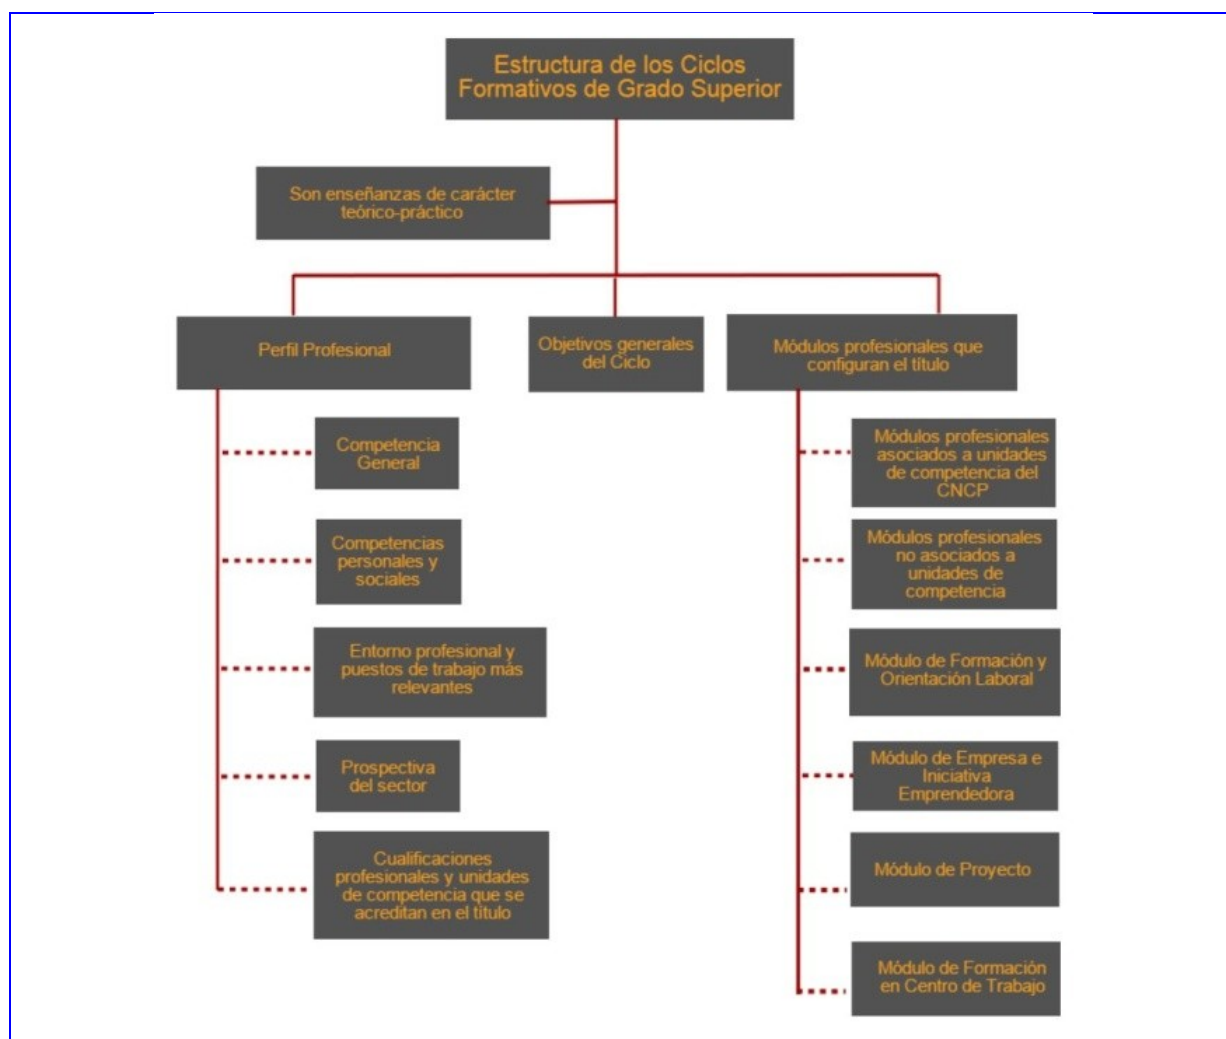 Estructura de los Ciclos
Formativos de Grado Superior
Son enseñanzas de carácter
teórico-práctico
Perfil Profesional
Objetivos generales
del Ciclo
Módulos profesionales que
configuran el título
Competencia
General
Competencias
personales y
sociales
Entorno profesional y
puestos de trabajo más
relevantes
Prospectiva
del sector
Cualificaciones
profesionales y unidades
de competencia que se
acreditan en el título
Módulos profesionales
asociados a unidades
de competencia del
CNCP
Módulos profesionales
no asociados a
unidades de
competencia
Módulo de Formación y
Orientación Laboral
Módulo de Empresa e
Iniciativa
Emprendedora
Módulo de Proyecto
Módulo de Formación
en Centro de Trabajo